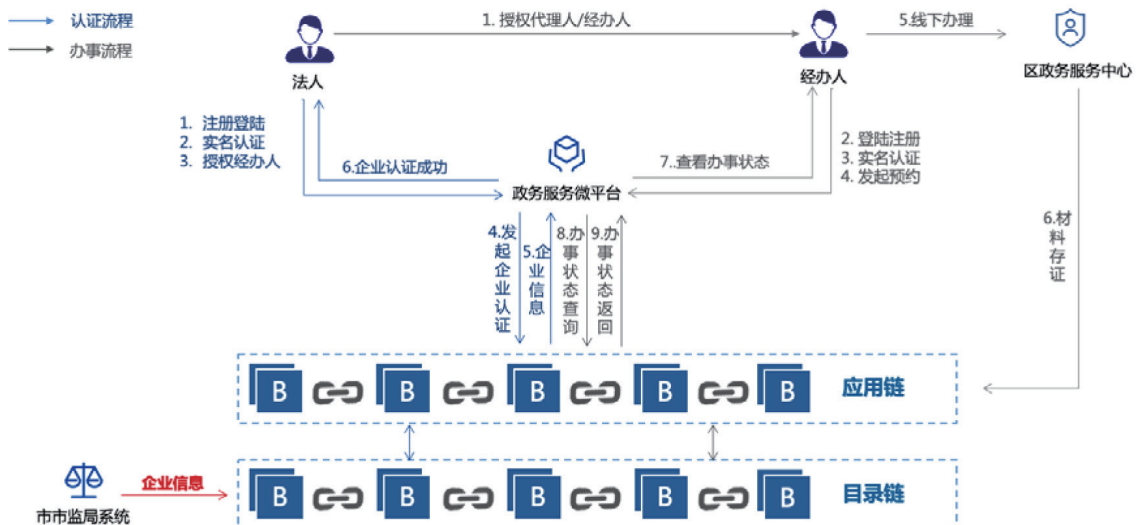 认证流程
办事流程
1. 授权代理人/经办人
5.线下办理
法人
经办人
区政务服务中心
1. 注册登陆
2. 实名认证
3. 授权经办人
6.企业认证成功
7..查看办事状态
2. 登陆注册
3. 实名认证
4. 发起预约
政务服务微平台
4.发起企业认证
5.企业信息
8.办事状态查询
9.办事状态返回
6.材料存证
B B B B B
应用链
企业信息
市市监局系统
B B B B B
目录链